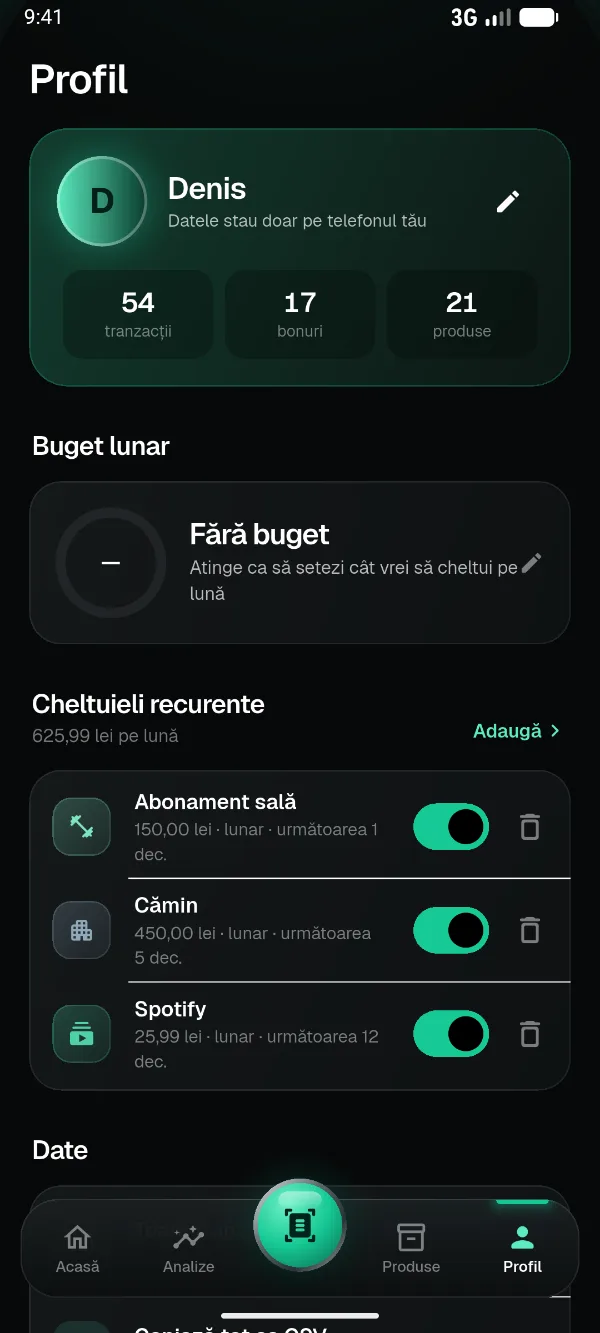 9:41
3G
Profil
D
Denis
Datele stau doar pe telefonul tău
54
tranzacții
17
bonuri
21
produse
Buget lunar
–
Fără buget
Atinge ca să setezi cât vrei să cheltui pe
lună
Cheltuieli recurente
625,99 lei pe lună
Adaugă
Abonament sală
150,00 lei · lunar · următoarea 1
dec.
Cămin
450,00 lei · lunar · următoarea
5 dec.
Spotify
25,99 lei · lunar · următoarea 12
dec.
Date
Acasă
Analize
Produse
Profil